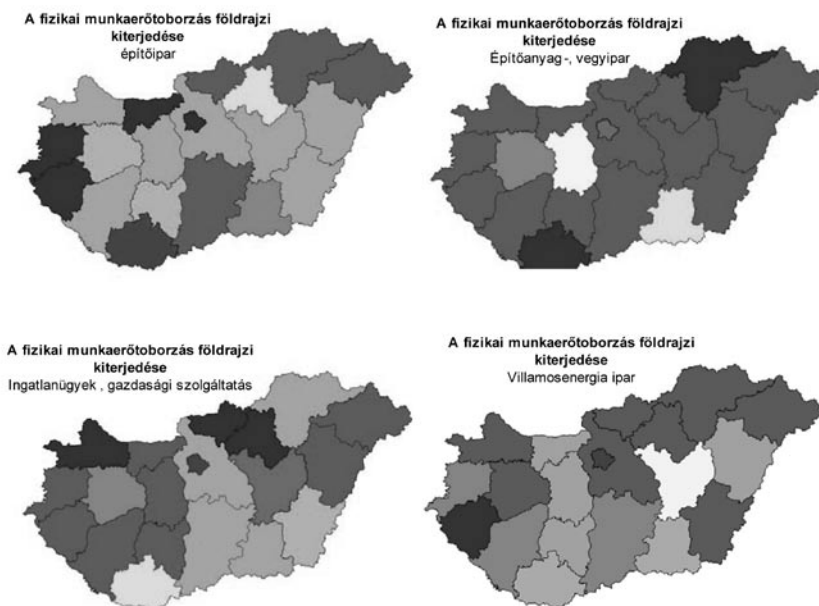 A fizikai munkaerőtoborzás földrajzi
kiterjedése
építőipar
A fizikai munkaerőtoborzás földrajzi
kiterjedése
Építőanyag-, vegyipar
A fizikai munkaerőtoborzás földrajzi
kiterjedése
Ingatlanügyek , gazdasági szolgáltatás
A fizikai munkaerőtoborzás földrajzi
kiterjedése
Villamosenergia ipar